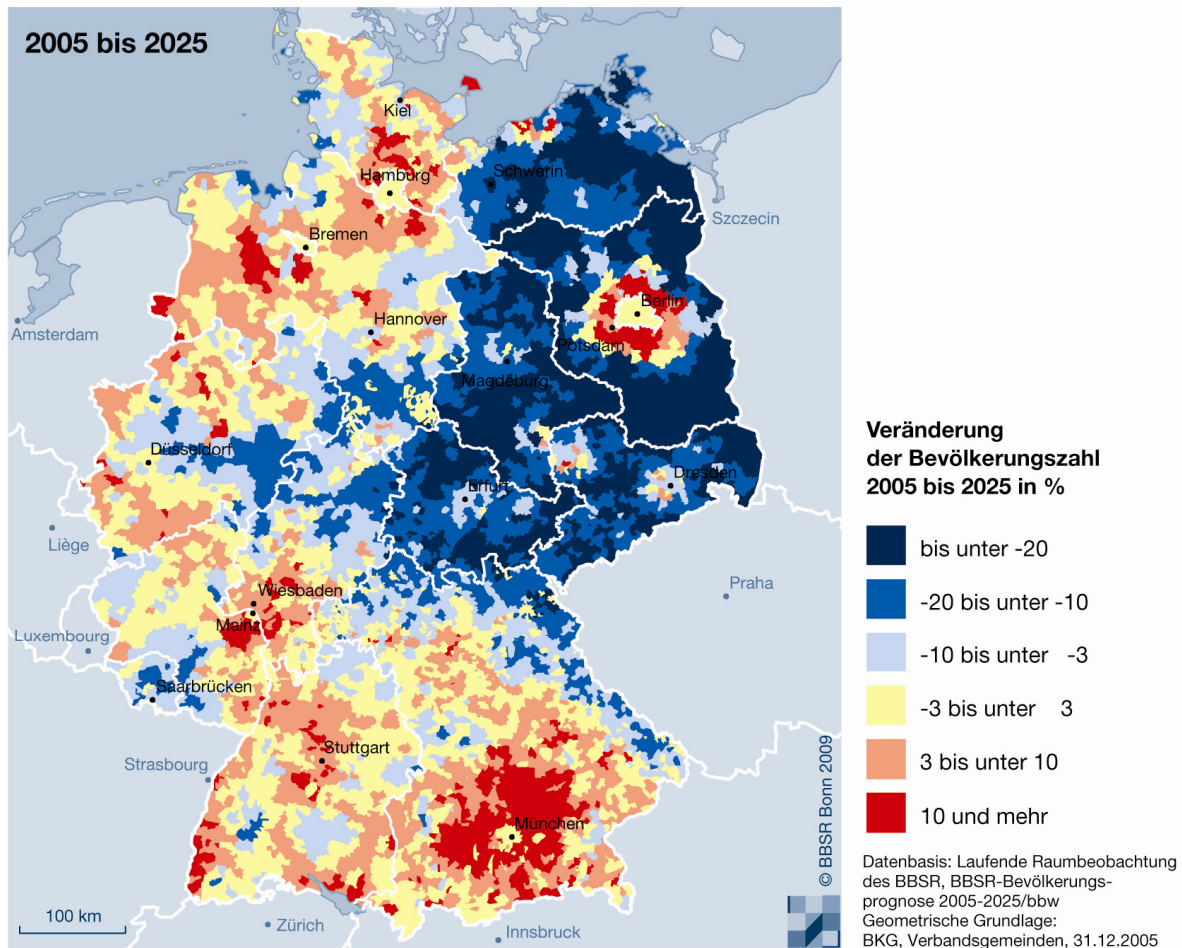 2005 bis 2025
Kiel
Hamburg
Schwerin
Szczecin
Bremen
Berlin
Amsterdam
Hannover
Potsdam
Magdeburg
Düsseldorf
Erfurt
Dresden
Liège
Praha
Wiesbaden
Mainz
Luxembourg
Saarbrücken
Stuttgart
Strasbourg
München
Zürich
Innsbruck
100 km
© BBSR Bonn 2009
Veränderung
der Bevölkerungszahl
2005 bis 2025 in %
bis unter -20
-20 bis unter -10
-10 bis unter -3
-3 bis unter 3
3 bis unter 10
10 und mehr
Datenbasis: Laufende Raumbeobachtung
des BBSR, BBSR-Bevölkerungs-
prognose 2005-2025/bbw
Geometrische Grundlage:
BKG, Verbandsgemeinden, 31.12.2005